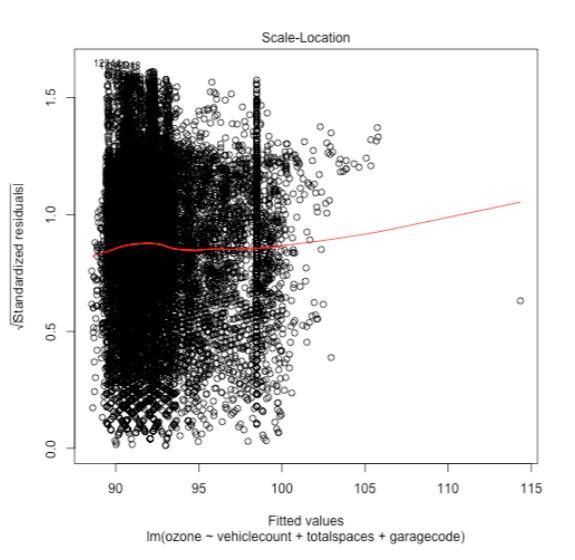 Scale-Location
√|Standardized residuals|
0.0
0.5
1.0
1.5
90
95
100
105
110
115
Fitted values
lm(ozone ~ vehiclecount + totalspaces + garagecode)